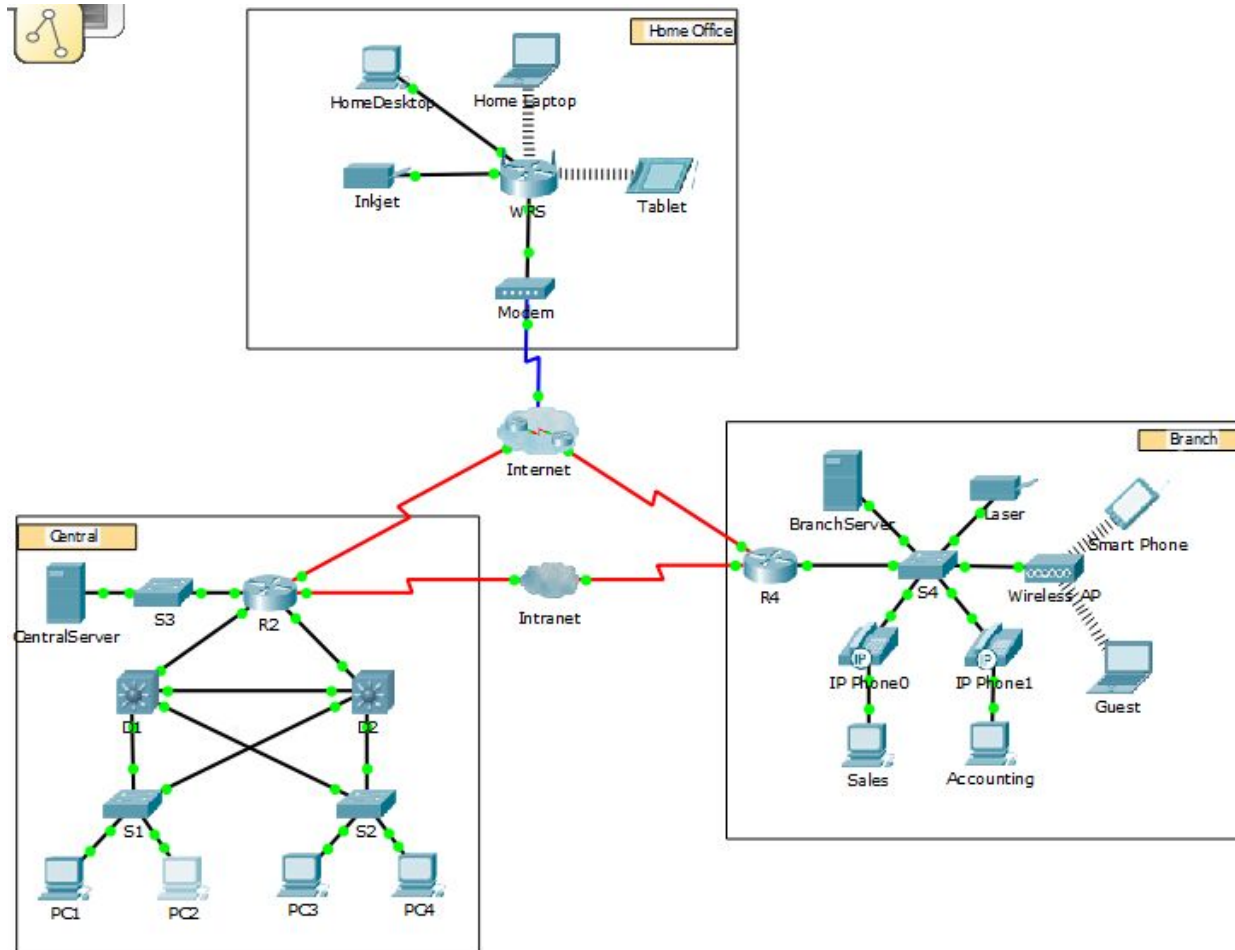 Home Office
HomeDesktop
Home Laptop
Inkjet
WRS
Tablet
Modem
Internet
Branch
BranchServer
Laser
Smart Phone
R4
S4
Wireless AP
IP
IP
IP Phone0
IP Phone1
Guest
Sales
Accounting
Central
CentralServer
S3
R2
Intranet
D1
D2
S1
S2
PC1
PC2
PC3
PC4